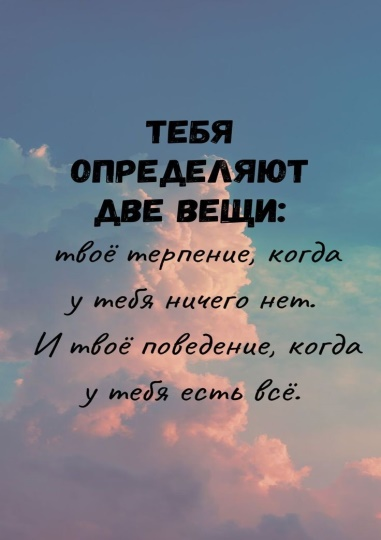 ТЕБЯ
ОПРЕДЕЛЯЮТ
ДВЕ ВЕЩИ:
твоё терпение, когда
у тебя ничего нет.
И твоё поведение, когда
у тебя есть всё.